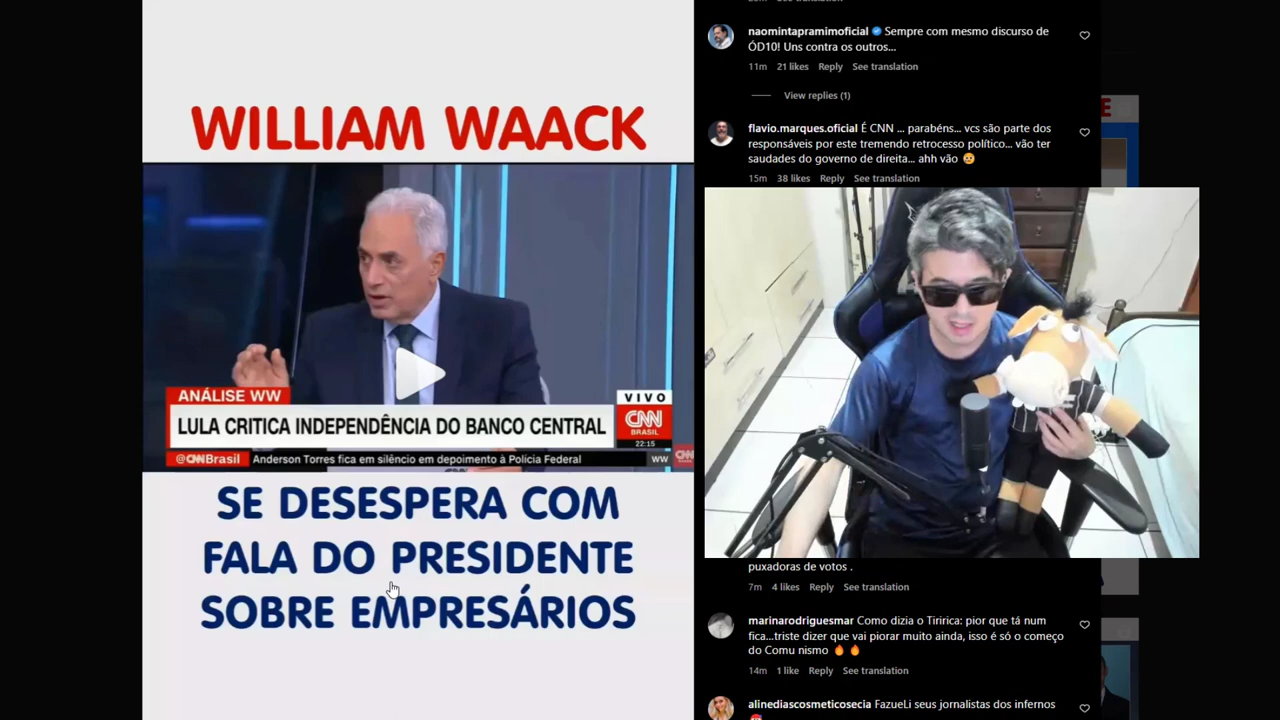 WILLIAM WAACK
ANÁLISE WW
LULA CRITICA INDEPENDÊNCIA DO BANCO CENTRAL
VIVO
CNN
BRASIL
22:15
@CNNBrasil
Anderson Torres fica em silêncio em depoimento à Polícia Federal
WW
CNN
SE DESESPERA COM
FALA DO PRESIDENTE
SOBRE EMPRESÁRIOS
naomintapramimoficial Sempre com mesmo discurso de
ÓD10! Uns contra os outros...
11m 21 likes Reply See translation
View replies (1)
flavio.marques.oficial É CNN ... parabéns... vcs são parte dos
responsáveis por este tremendo retrocesso político... vão ter
saudades do governo de direita... ahh vão 😢
15m 38 likes Reply See translation
puxadoras de votos .
7m 4 likes Reply See translation
marinarodriguesmar Como dizia o Tiririca: pior que tá num
fica...triste dizer que vai piorar muito ainda, isso é só o começo
do Comu nismo 🔥 🔥
14m 1 like Reply See translation
alinediascosmeticosecia FazueLi seus jornalistas dos infernos